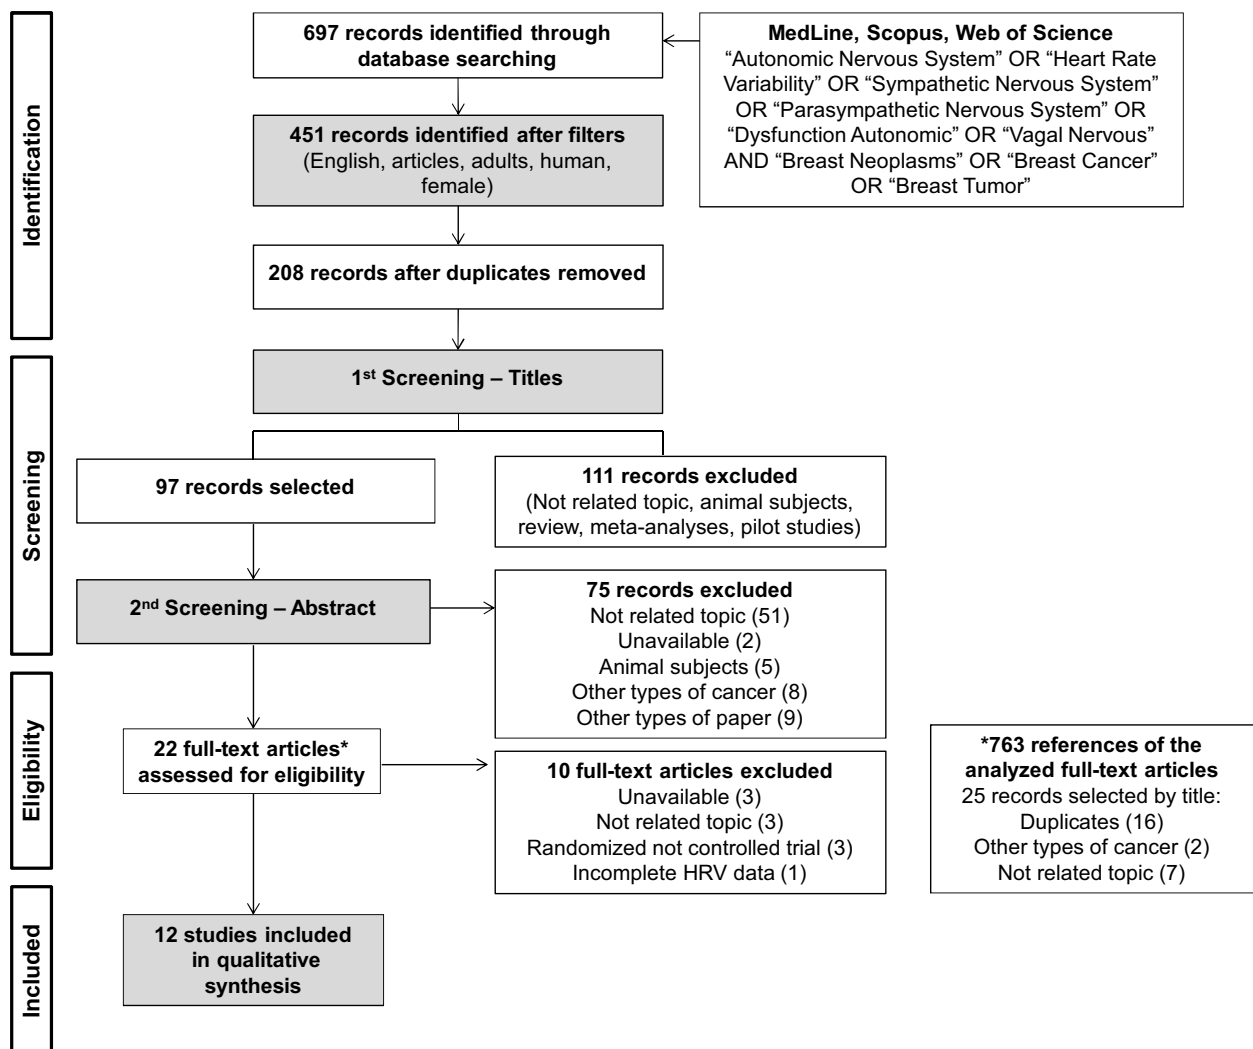 Identification
697 records identified through
database searching
MedLine, Scopus, Web of Science
“Autonomic Nervous System” OR “Heart Rate
Variability” OR “Sympathetic Nervous System”
OR “Parasympathetic Nervous System” OR
“Dysfunction Autonomic” OR “Vagal Nervous”
AND “Breast Neoplasms” OR “Breast Cancer”
OR “Breast Tumor”
451 records identified after filters
(English, articles, adults, human,
female)
208 records after duplicates removed
Screening
1st Screening – Titles
97 records selected
111 records excluded
(Not related topic, animal subjects,
review, meta-analyses, pilot studies)
2nd Screening – Abstract
75 records excluded
Not related topic (51)
Unavailable (2)
Animal subjects (5)
Other types of cancer (8)
Other types of paper (9)
Eligibility
22 full-text articles*
assessed for eligibility
10 full-text articles excluded
Unavailable (3)
Not related topic (3)
Randomized not controlled trial (3)
Incomplete HRV data (1)
*763 references of the
analyzed full-text articles
25 records selected by title:
Duplicates (16)
Other types of cancer (2)
Not related topic (7)
Included
12 studies included
in qualitative
synthesis